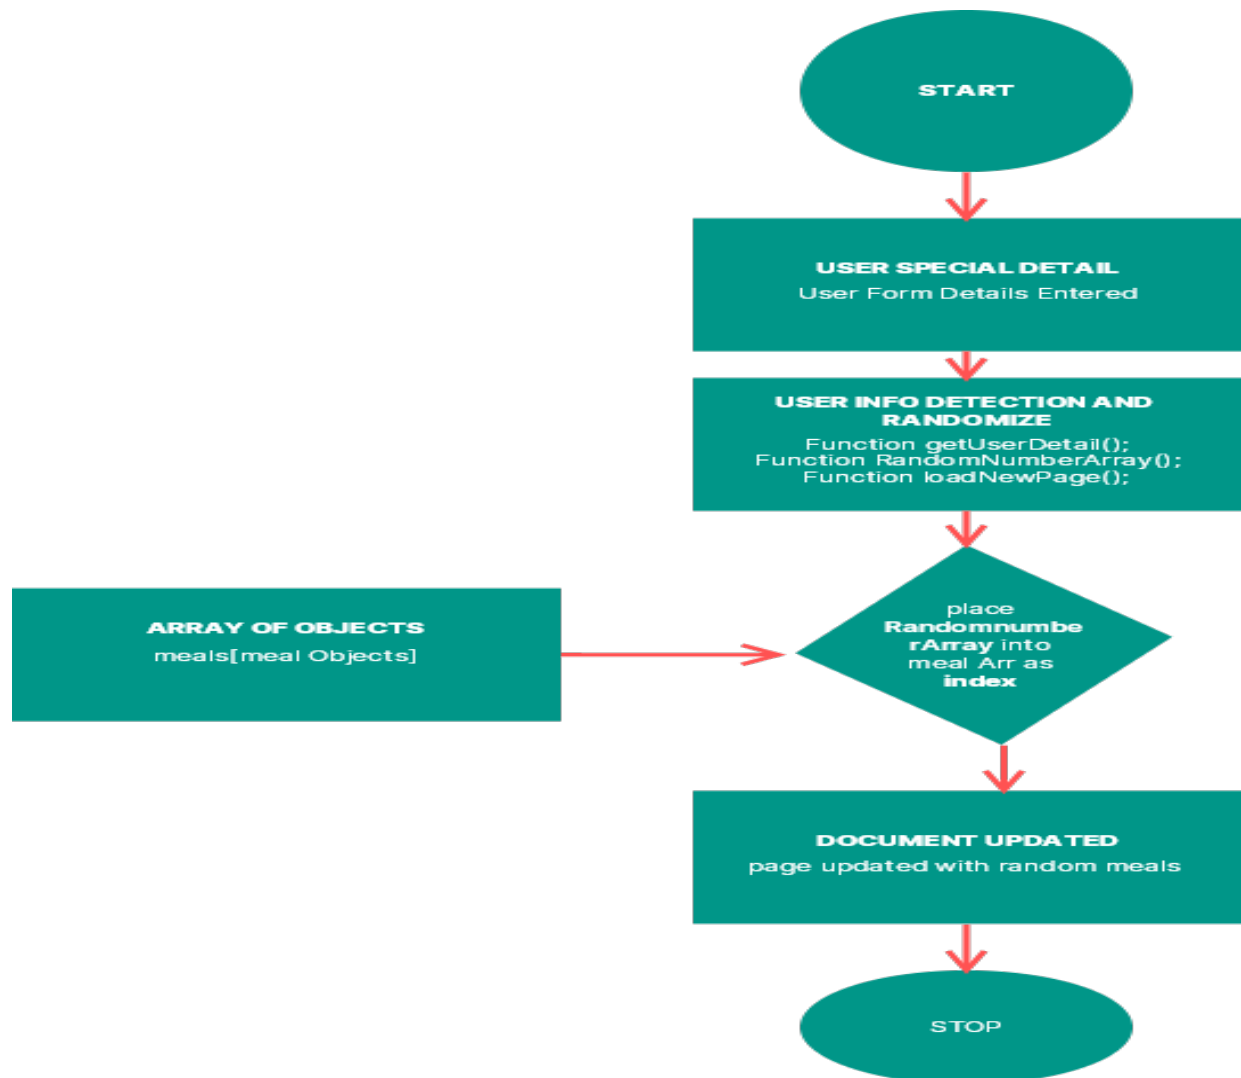 START
USER SPECIAL DETAIL
User Form Details Entered
USER INFO DETECTION AND
RANDOMIZE
Function getUserDetail();
Function RandomNumberArray();
Function loadNewPage();
place
Randomnumbe
rArray into
meal Arr as
index
ARRAY OF OBJECTS
meals[meal Objects]
DOCUMENT UPDATED
page updated with random meals
STOP